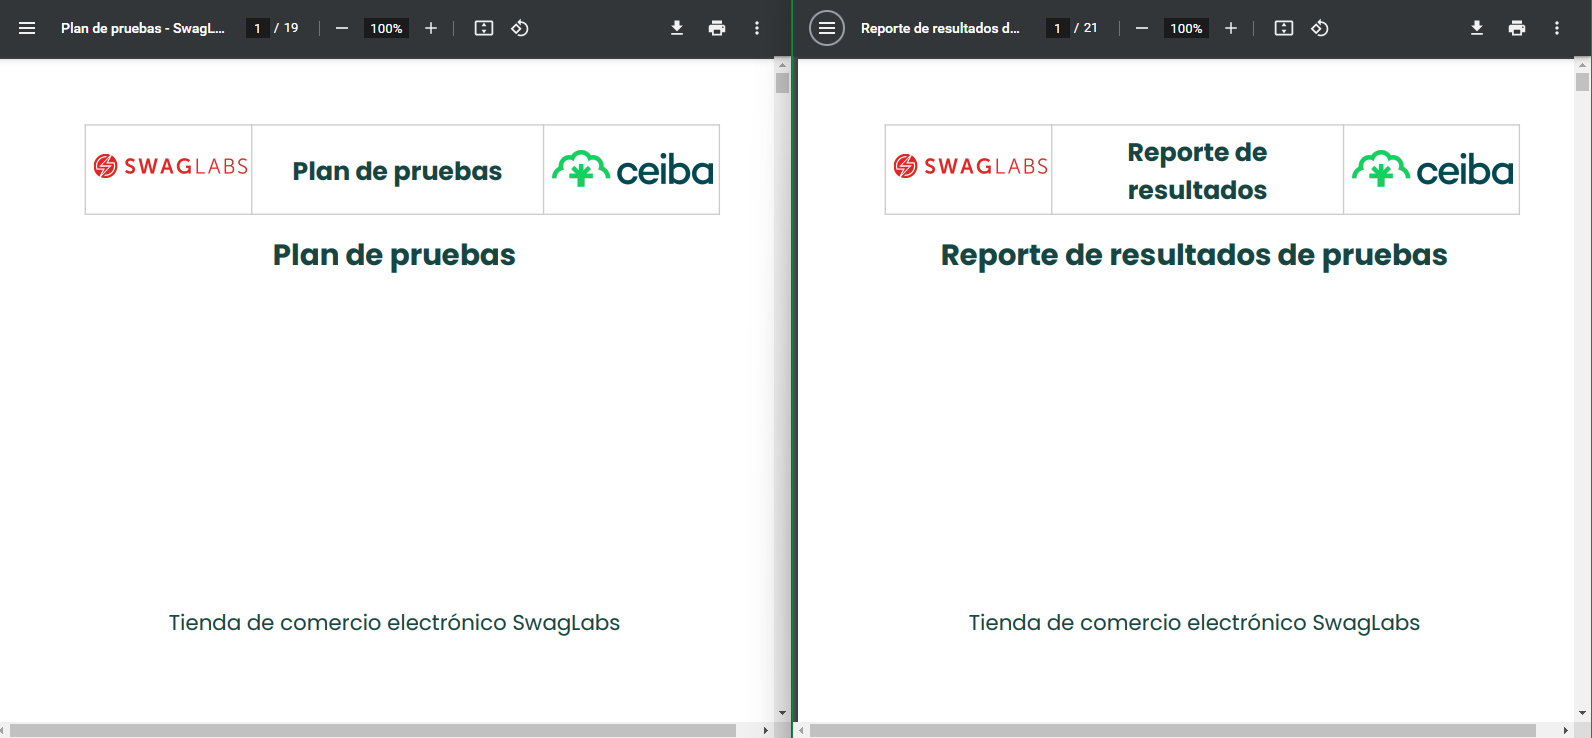 Plan de pruebas - SwagL...
1 / 19
100%
SWAGLABS
Plan de pruebas
ceiba
Plan de pruebas
Tienda de comercio electrónico SwagLabs
Reporte de resultados d...
1 / 21
100%
SWAGLABS
Reporte de
resultados
ceiba
Reporte de resultados de pruebas
Tienda de comercio electrónico SwagLabs